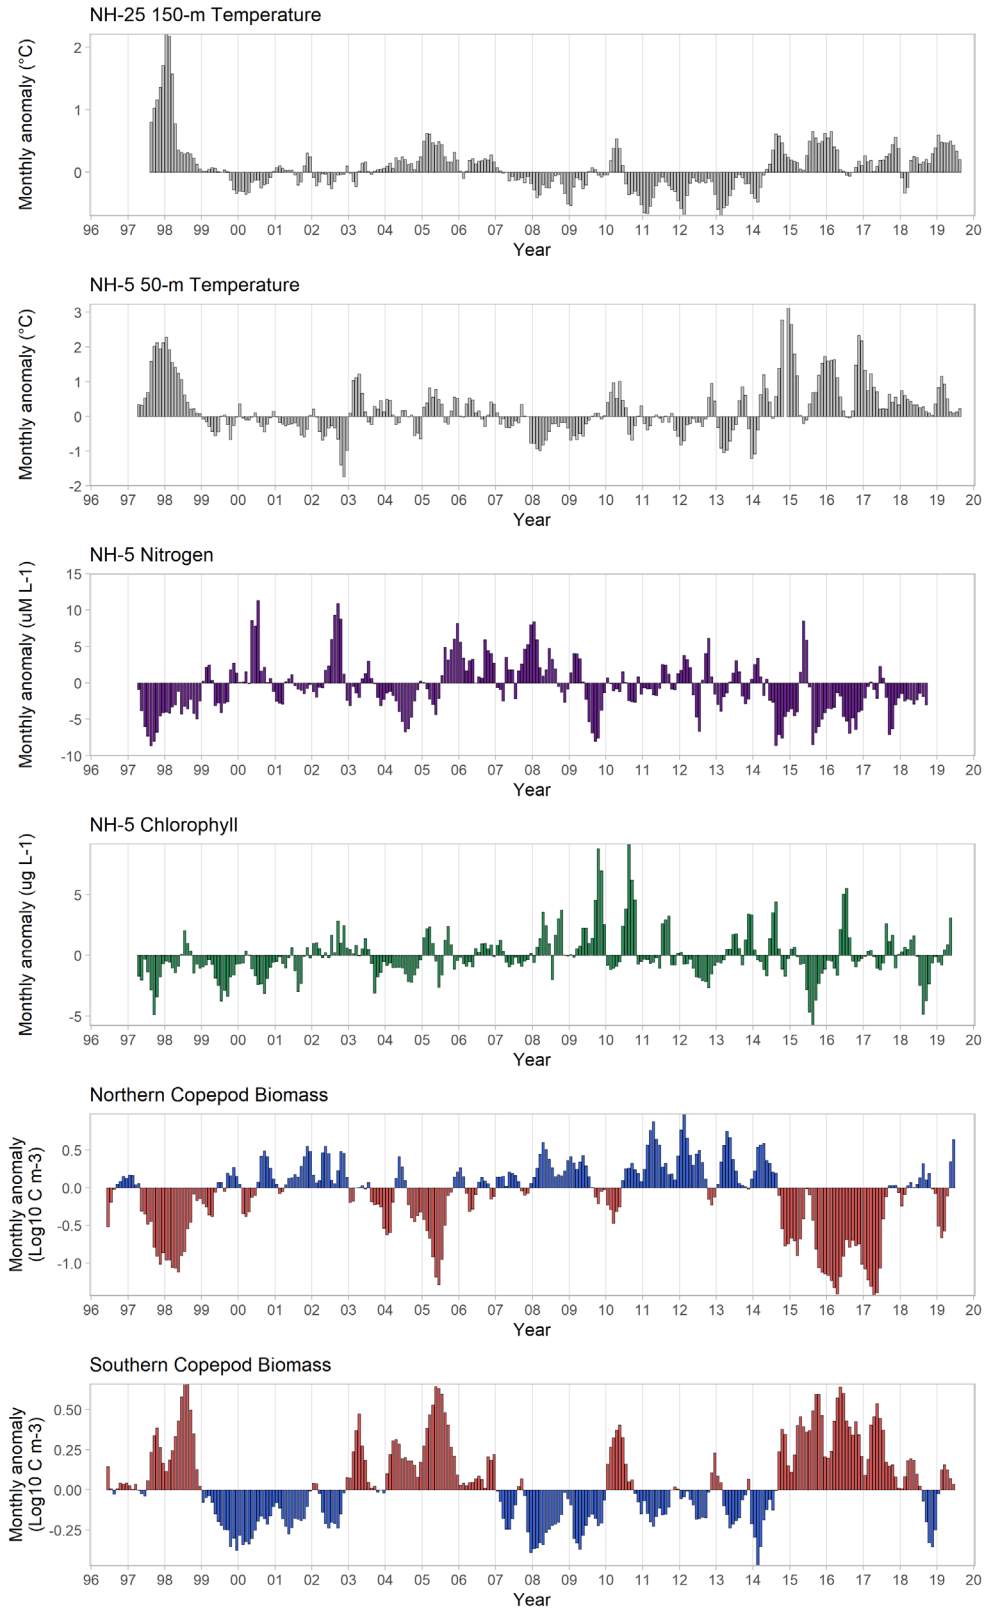 NH-25 150-m Temperature
Monthly anomaly (°C)
2
1
0
96 97 98 99 00 01 02 03 04 05 06 07 08 09 10 11 12 13 14 15 16 17 18 19 20
Year
NH-5 50-m Temperature
Monthly anomaly (°C)
3
2
1
0
-1
-2
96 97 98 99 00 01 02 03 04 05 06 07 08 09 10 11 12 13 14 15 16 17 18 19 20
Year
NH-5 Nitrogen
Monthly anomaly (uM L-1)
15
10
5
0
-5
-10
96 97 98 99 00 01 02 03 04 05 06 07 08 09 10 11 12 13 14 15 16 17 18 19 20
Year
NH-5 Chlorophyll
Monthly anomaly (ug L-1)
5
0
-5
96 97 98 99 00 01 02 03 04 05 06 07 08 09 10 11 12 13 14 15 16 17 18 19 20
Year
Northern Copepod Biomass
Monthly anomaly
(Log10 C m-3)
0.5
0.0
-0.5
-1.0
96 97 98 99 00 01 02 03 04 05 06 07 08 09 10 11 12 13 14 15 16 17 18 19 20
Year
Southern Copepod Biomass
Monthly anomaly
(Log10 C m-3)
0.50
0.25
0.00
-0.25
96 97 98 99 00 01 02 03 04 05 06 07 08 09 10 11 12 13 14 15 16 17 18 19 20
Year